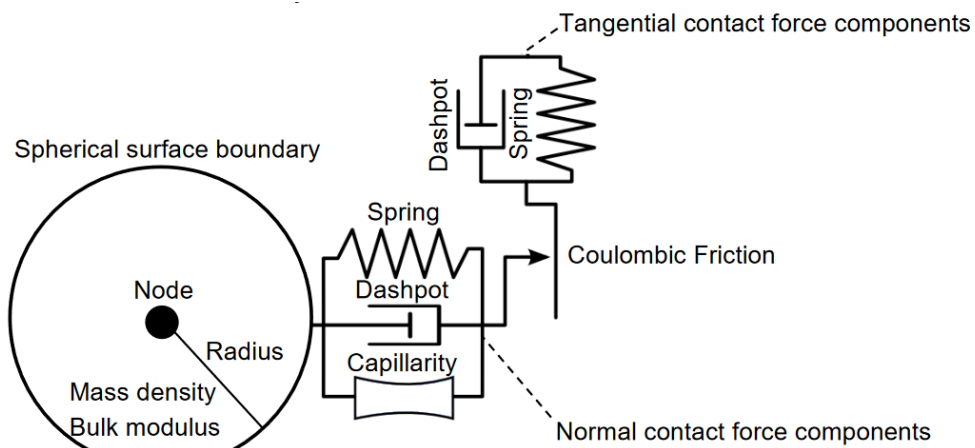 Tangential contact force components
Dashpot
Spring
Spherical surface boundary
Spring
Coulombic Friction
Dashpot
Node
Radius
Capillarity
Mass density
Bulk modulus
Normal contact force components